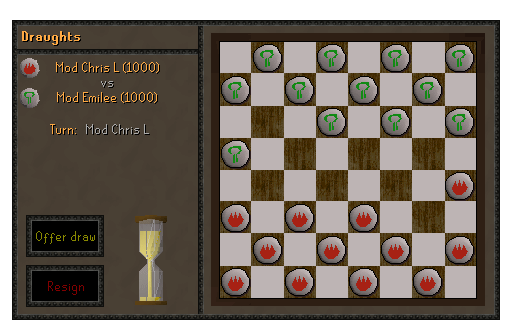 Draughts
Mod Chris L (1000)
vs
Mod Emilee (1000)
Turn: Mod Chris L
Offer draw
Resign